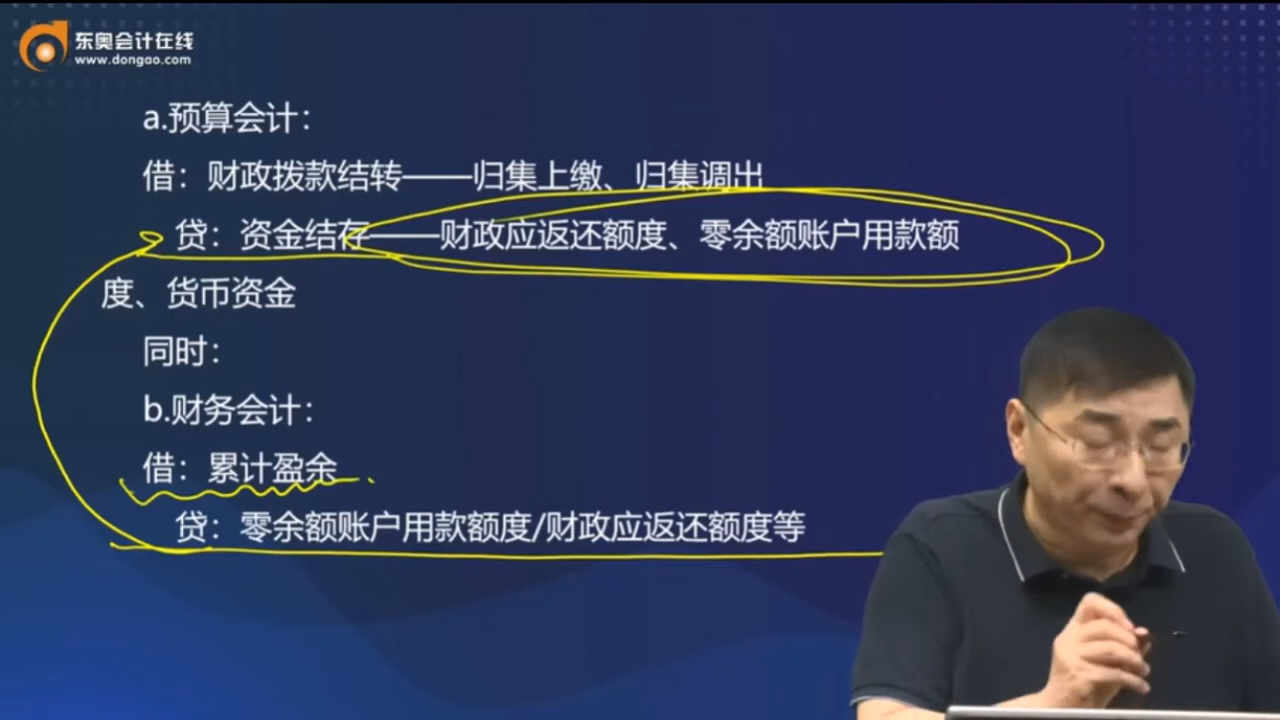 东奥会计在线
www.dongao.com
a.预算会计：
借：财政拨款结转——归集上缴、归集调出
贷：资金结存——财政应返还额度、零余额账户用款额
度、货币资金
同时：
b.财务会计：
借：累计盈余
贷：零余额账户用款额度/财政应返还额度等